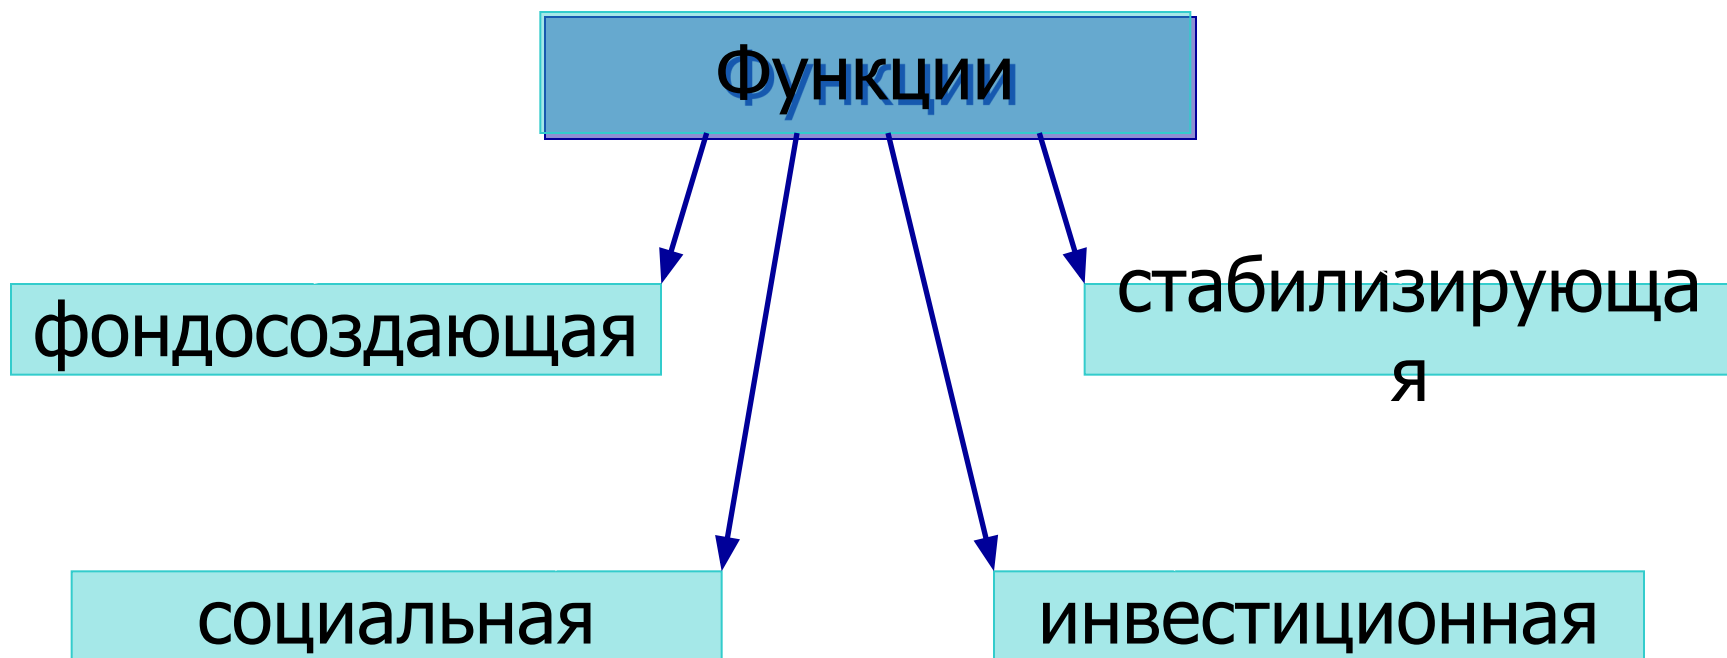 Функции
фондосоздающая
стабилизирующа
я
социальная
инвестиционная